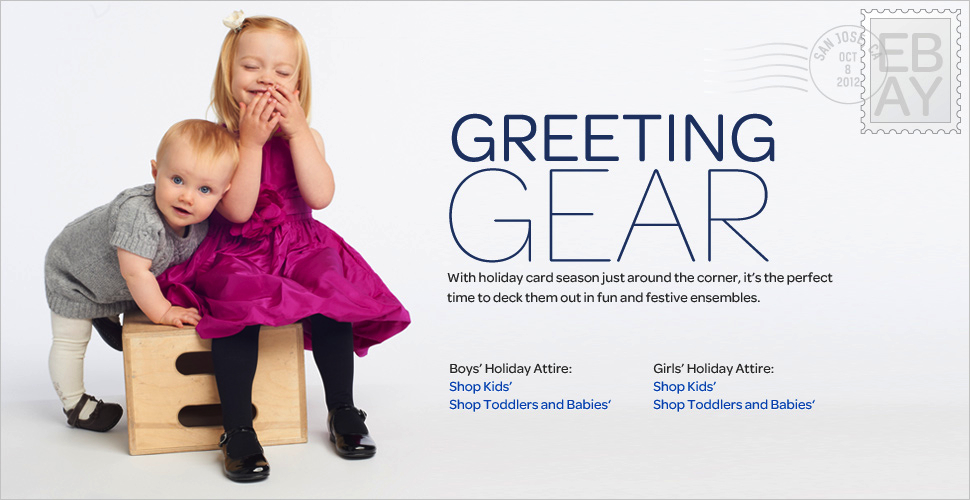 SAN JOSE, CA
OCT
8
2012
EB
AY
GREETING
GEAR
With holiday card season just around the corner, it's the perfect
time to deck them out in fun and festive ensembles.
Boys' Holiday Attire:
Shop Kids'
Shop Toddlers and Babies‘
Girls' Holiday Attire:
Shop Kids'
Shop Toddlers and Babies‘